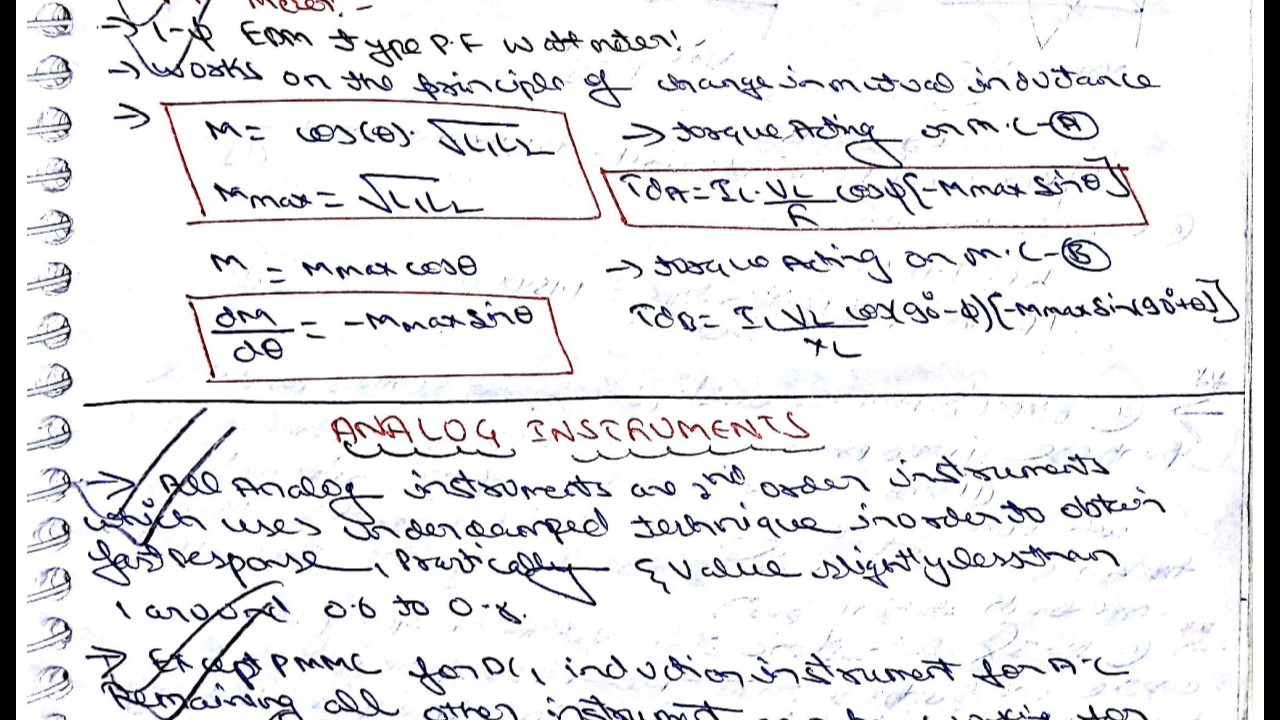 Meter:-
→ 1-ϕ EDM type P.F Wattmeter:-
→ works on the principle of change in mutual inductance
→ M = cos(θ)·√L1L2 → torque Acting on M.C-Ⓐ
Mmax = √L1L2 TdA = IL·VL/R cosϕ[-Mmax sinθ]
M = Mmax cosθ → torque Acting on M.C-Ⓑ
dM/dθ = -Mmax sinθ TdB = IL VL/XL cos(90°-ϕ)[-Mmax sin(90°+θ)]
ANALOG INSTRUMENTS
→ All Analog instruments are 2nd order instruments
which uses Underdamped technique inorder to obtain
fast response, Practically ξ value slightly less than
1 around 0.6 to 0.8.
→ Except PMMC for DC, induction instrument for A.C
Remaining all other instrument for